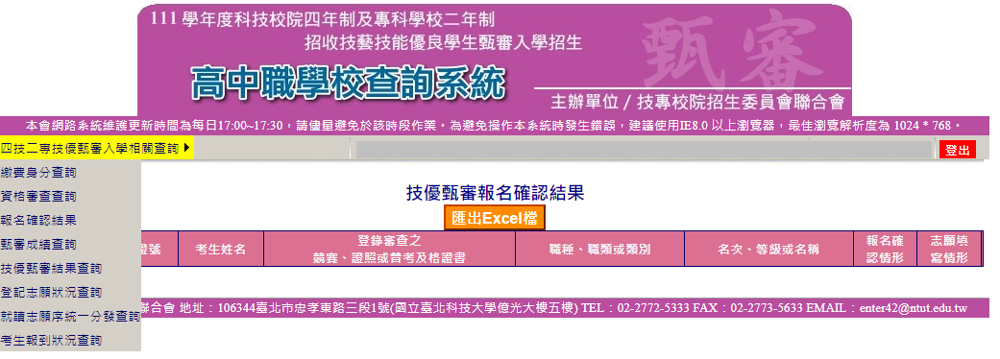 111 學年度科技校院四年制及專科學校二年制
招收技藝技能優良學生甄審入學招生
甄審
高中職學校查詢系統
主辦單位 / 技專校院招生委員會聯合會
本會網路系統維護更新時間為每日17:00~17:30，請儘量避免於該時段作業。為避免操作本系統時發生錯誤，建議使用IE8.0 以上瀏覽器，最佳瀏覽解析度為 1024 * 768。
四技二專技優甄審入學相關查詢
登出
繳費身分查詢
資格審查查詢
報名確認結果
甄審成績查詢
技優甄審結果查詢
登記志願狀況查詢
就讀志願序統一分發查詢
考生報到狀況查詢
技優甄審報名確認結果
匯出Excel檔
證號
考生姓名
登錄審查之
競賽、證照或普考及格證書
職種、職類或類別
名次、等級或名稱
報名確
認情形
志願填
寫情形
聯合會 地址：106344臺北市忠孝東路三段1號(國立臺北科技大學億光大樓五樓) TEL：02-2772-5333 FAX：02-2773-5633 EMAIL：enter42@ntut.edu.tw